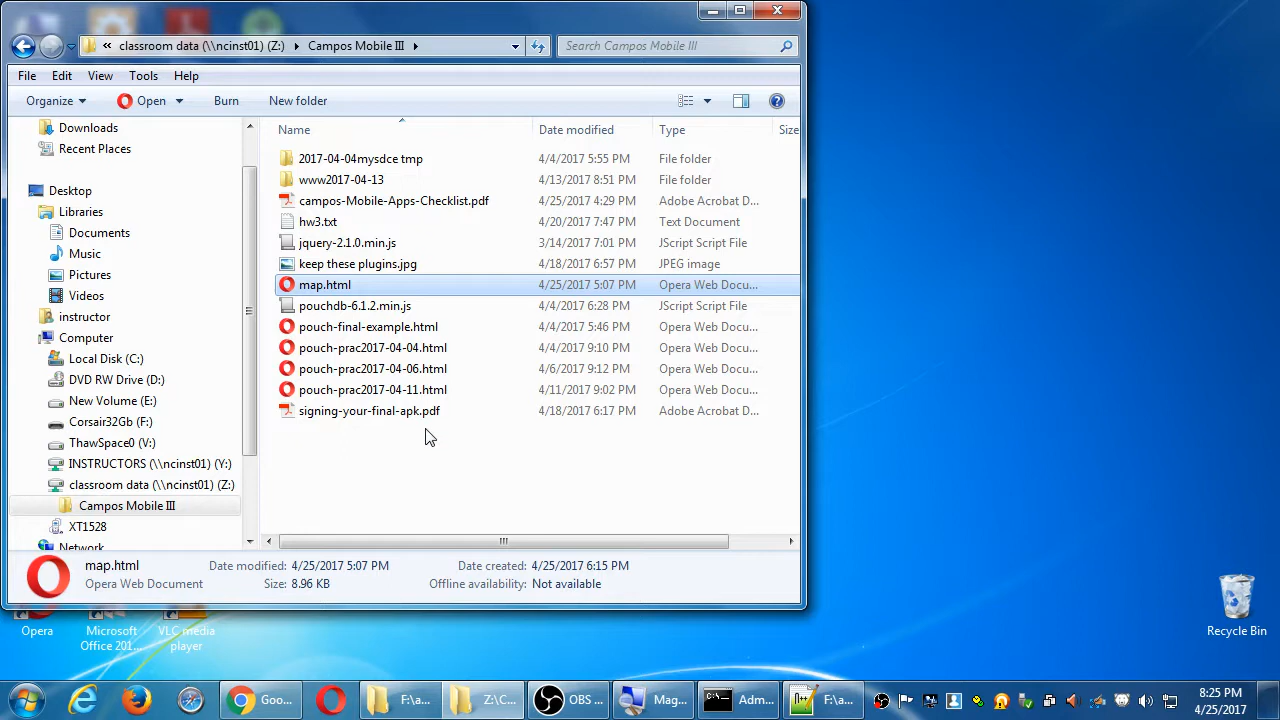 « classroom data (\\ncinst01) (Z:) ▸ Campos Mobile III ▸
Search Campos Mobile III
File Edit View Tools Help
Organize Open Burn New folder
Name Date modified Type Size
Downloads
Recent Places
Desktop
Libraries
Documents
Music
Pictures
Videos
instructor
Computer
Local Disk (C:)
DVD RW Drive (D:)
New Volume (E:)
Corsair32Gb (F:)
ThawSpace0 (V:)
INSTRUCTORS (\\ncinst01) (Y:)
classroom data (\\ncinst01) (Z:)
Campos Mobile III
XT1528
Network
2017-04-04mysdce tmp 4/4/2017 5:55 PM File folder
www2017-04-13 4/13/2017 8:51 PM File folder
campos-Mobile-Apps-Checklist.pdf 4/25/2017 4:29 PM Adobe Acrobat D...
hw3.txt 4/20/2017 7:47 PM Text Document
jquery-2.1.0.min.js 3/14/2017 7:01 PM JScript Script File
keep these plugins.jpg 4/18/2017 6:57 PM JPEG image
map.html 4/25/2017 5:07 PM Opera Web Docu...
pouchdb-6.1.2.min.js 4/4/2017 6:28 PM JScript Script File
pouch-final-example.html 4/4/2017 5:46 PM Opera Web Docu...
pouch-prac2017-04-04.html 4/4/2017 9:10 PM Opera Web Docu...
pouch-prac2017-04-06.html 4/6/2017 9:12 PM Opera Web Docu...
pouch-prac2017-04-11.html 4/11/2017 9:02 PM Opera Web Docu...
signing-your-final-apk.pdf 4/18/2017 6:17 PM Adobe Acrobat D...
map.html Date modified: 4/25/2017 5:07 PM Date created: 4/25/2017 6:15 PM
Opera Web Document Size: 8.96 KB Offline availability: Not available
Opera
Microsoft
Office 201...
VLC media
player
Recycle Bin
Goo... F:\a... Z:\C... OBS ... Mag... Adm... F:\a...
8:25 PM
4/25/2017